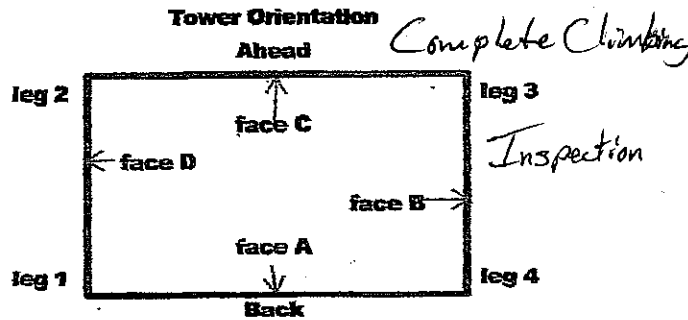 Tower Orientation
Ahead
Complete Climbing
leg 2
leg 3
face C
face D
Inspection
face B
face A
leg 1
leg 4
Back